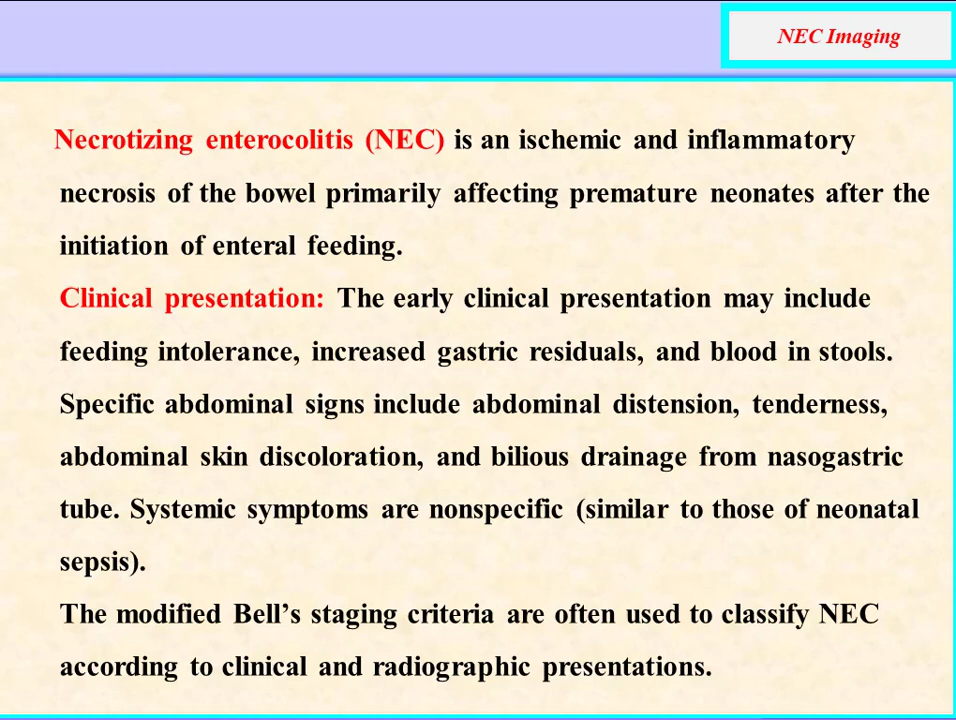 NEC Imaging
Necrotizing enterocolitis (NEC) is an ischemic and inflammatory
necrosis of the bowel primarily affecting premature neonates after the
initiation of enteral feeding.
Clinical presentation: The early clinical presentation may include
feeding intolerance, increased gastric residuals, and blood in stools.
Specific abdominal signs include abdominal distension, tenderness,
abdominal skin discoloration, and bilious drainage from nasogastric
tube. Systemic symptoms are nonspecific (similar to those of neonatal
sepsis).
The modified Bell’s staging criteria are often used to classify NEC
according to clinical and radiographic presentations.